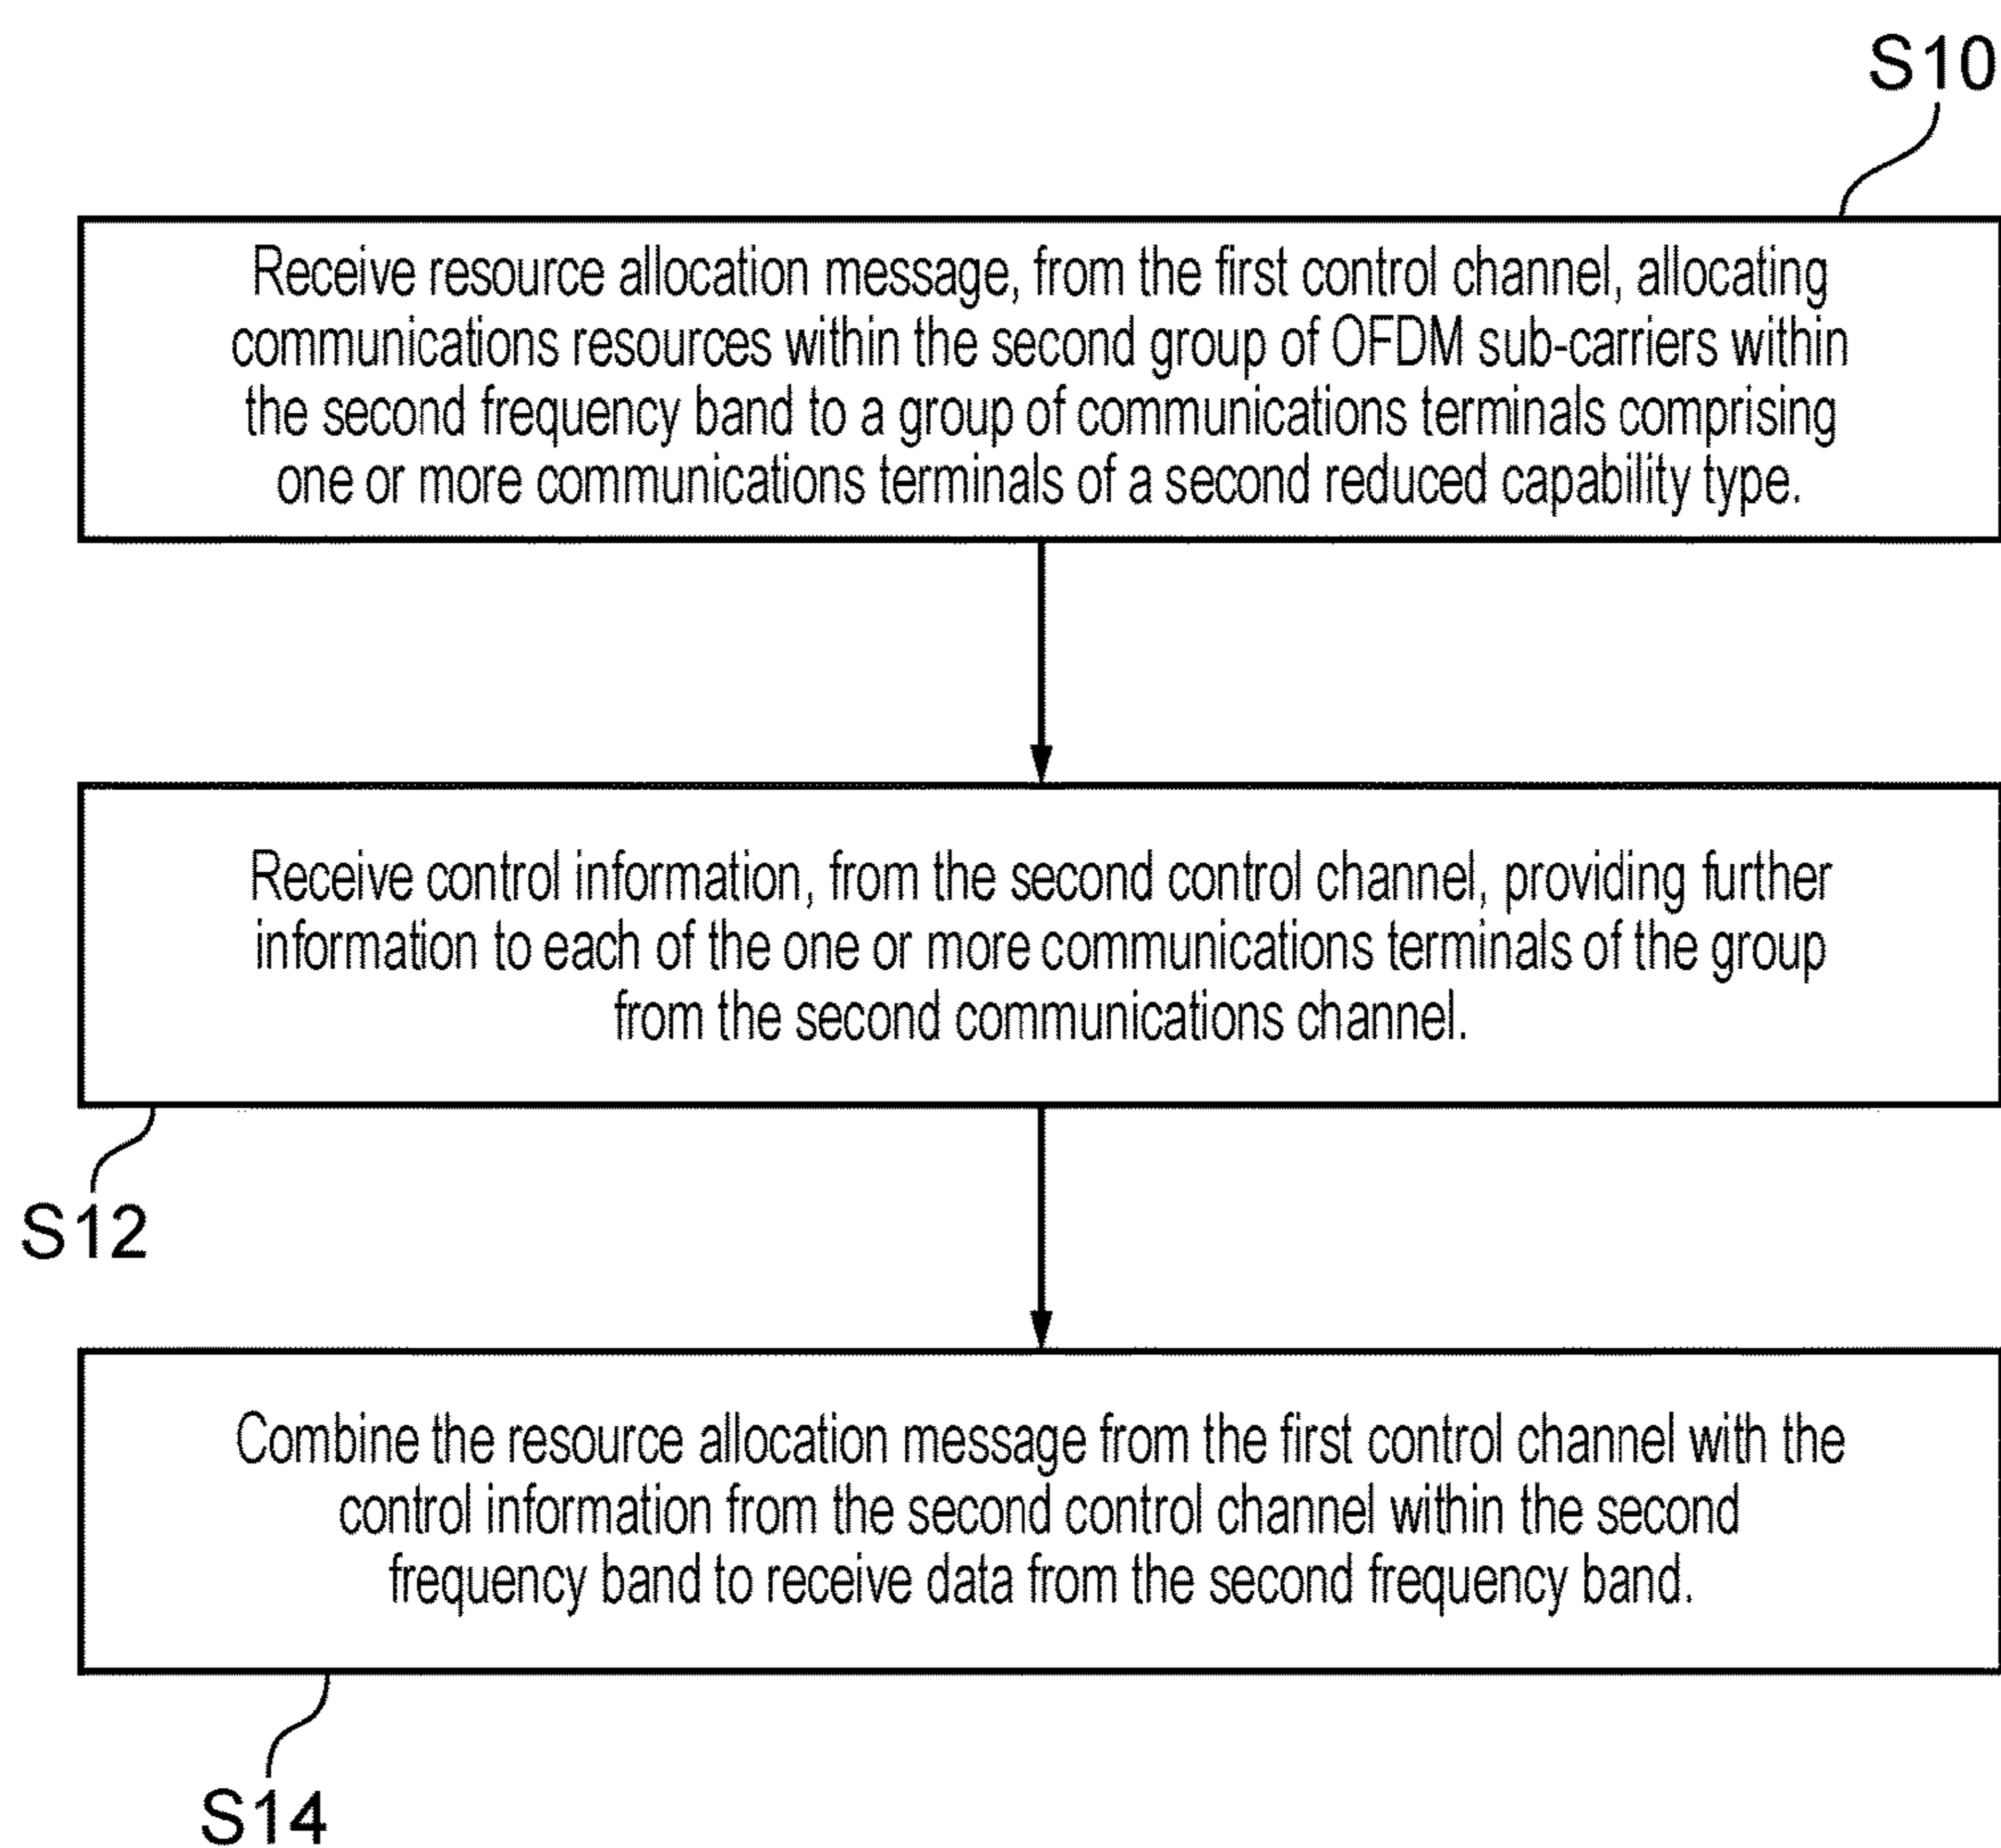 S10
Receive resource allocation message, from the first control channel, allocating
communications resources within the second group of OFDM sub-carriers within
the second frequency band to a group of communications terminals comprising
one or more communications terminals of a second reduced capability type.
Receive control information, from the second control channel, providing further
information to each of the one or more communications terminals of the group
from the second communications channel.
S12
Combine the resource allocation message from the first control channel with the
control information from the second control channel within the second
frequency band to receive data from the second frequency band.
S14